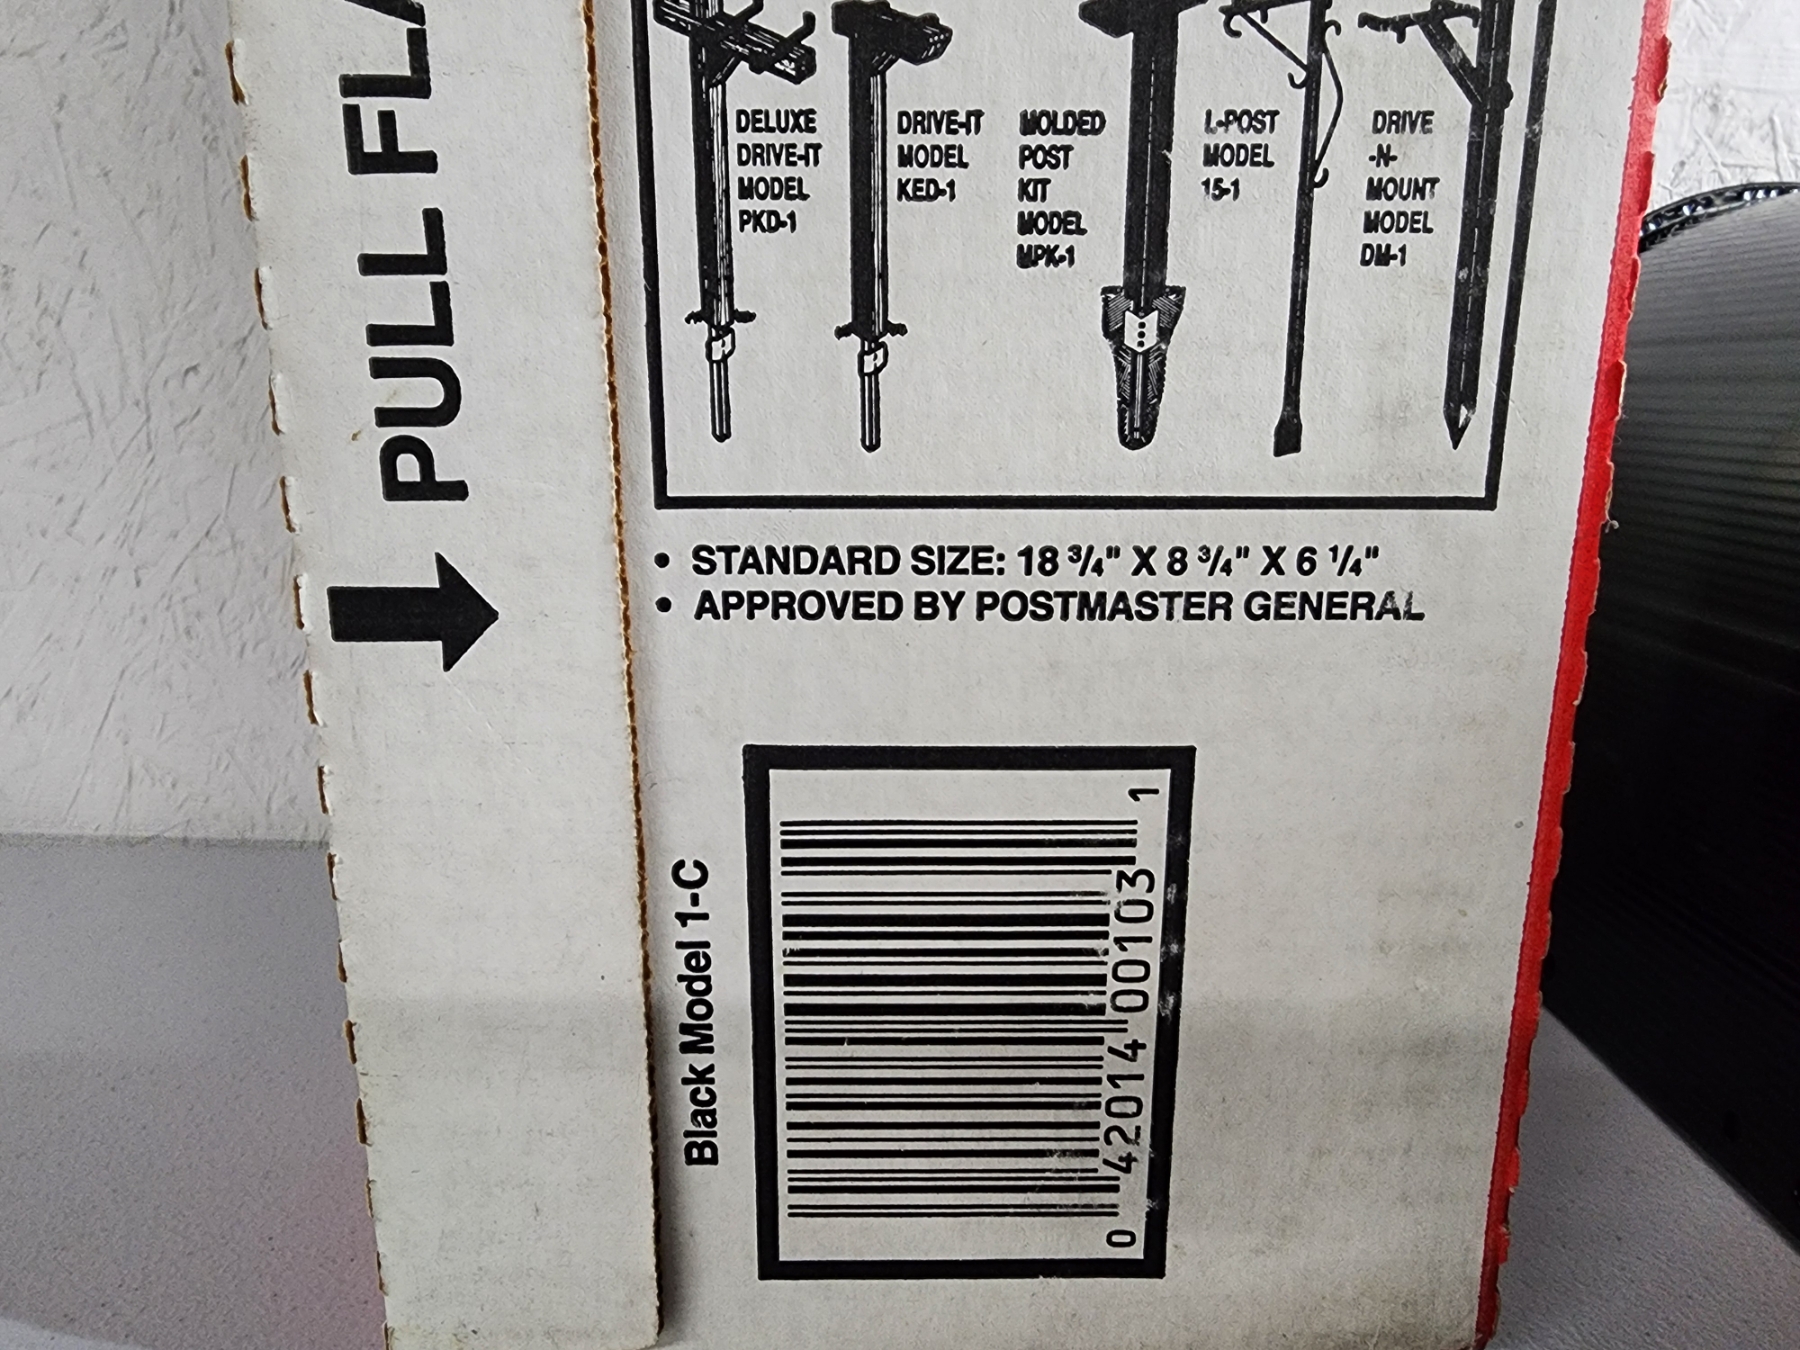 PULL FLA
DELUXE
DRIVE-IT
MODEL
PKD-1
DRIVE-IT
MODEL
KED-1
MOLDED
POST
KIT
MODEL
MPK-1
L-POST
MODEL
15-1
DRIVE
-N-
MOUNT
MODEL
DM-1
• STANDARD SIZE: 18 3/4" X 8 3/4" X 6 1/4"
• APPROVED BY POSTMASTER GENERAL
Black Model 1-C
0 42014 00103 1